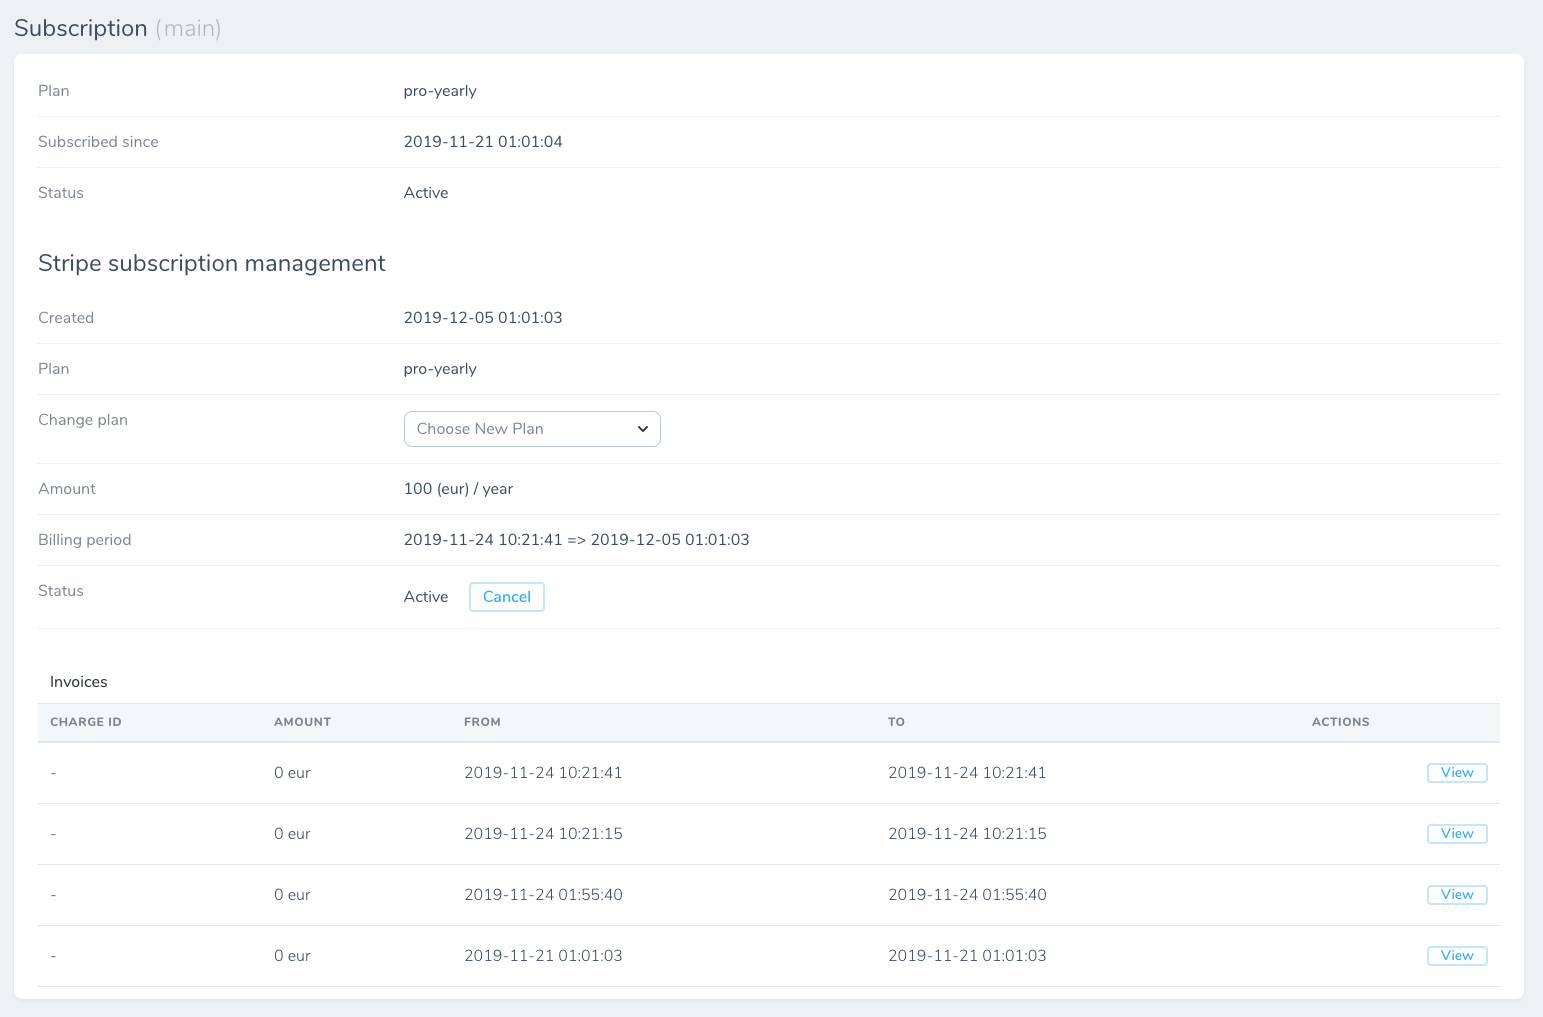 Subscription (main)
Plan pro-yearly
Subscribed since 2019-11-21 01:01:04
Status Active
Stripe subscription management
Created 2019-12-05 01:01:03
Plan pro-yearly
Change plan Choose New Plan
Amount 100 (eur) / year
Billing period 2019-11-24 10:21:41 => 2019-12-05 01:01:03
Status Active Cancel
Invoices
CHARGE ID AMOUNT FROM TO ACTIONS
- 0 eur 2019-11-24 10:21:41 2019-11-24 10:21:41 View
- 0 eur 2019-11-24 10:21:15 2019-11-24 10:21:15 View
- 0 eur 2019-11-24 01:55:40 2019-11-24 01:55:40 View
- 0 eur 2019-11-21 01:01:03 2019-11-21 01:01:03 View